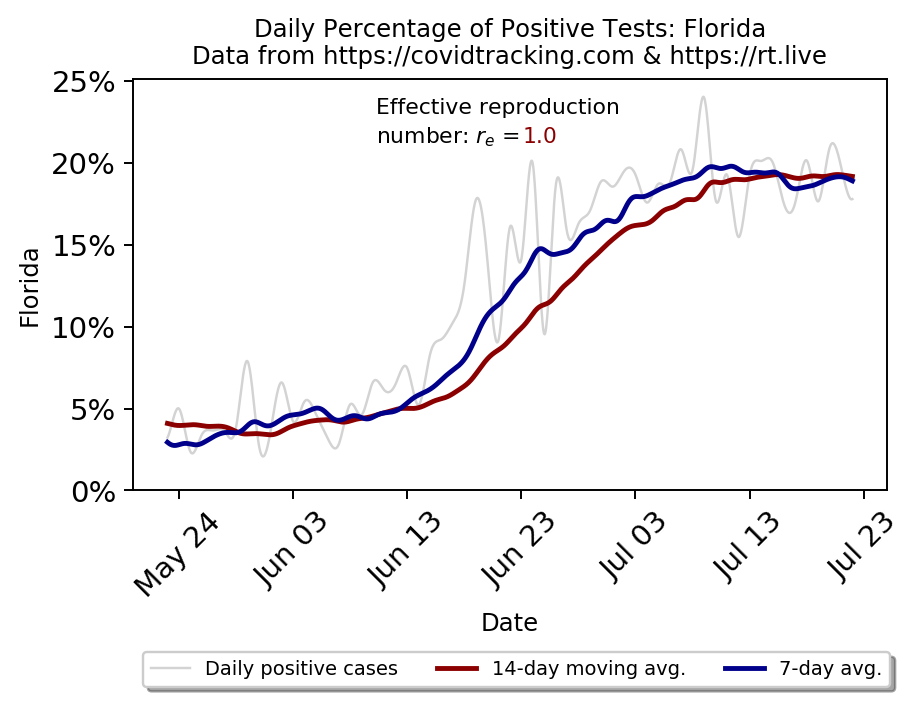 Daily Percentage of Positive Tests: Florida
Data from https://covidtracking.com & https://rt.live
Effective reproduction
number: re =1.0
25%
20%
15%
10%
5%
0%
Florida
May 24
Jun 03
Jun 13
Jun 23
Jul 03
Jul 13
Jul 23
Date
Daily positive cases
14-day moving avg.
7-day avg.